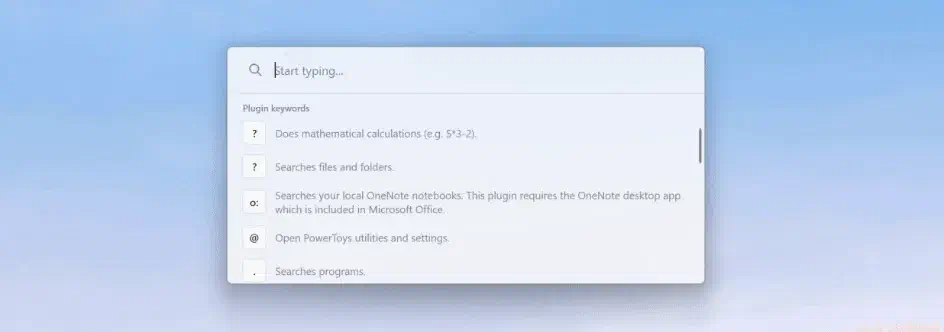 Start typing...
Plugin keywords
? Does mathematical calculations (e.g. 5*3-2).
? Searches files and folders.
o: Searches your local OneNote notebooks. This plugin requires the OneNote desktop app
which is included in Microsoft Office.
@ Open PowerToys utilities and settings.
. Searches programs.